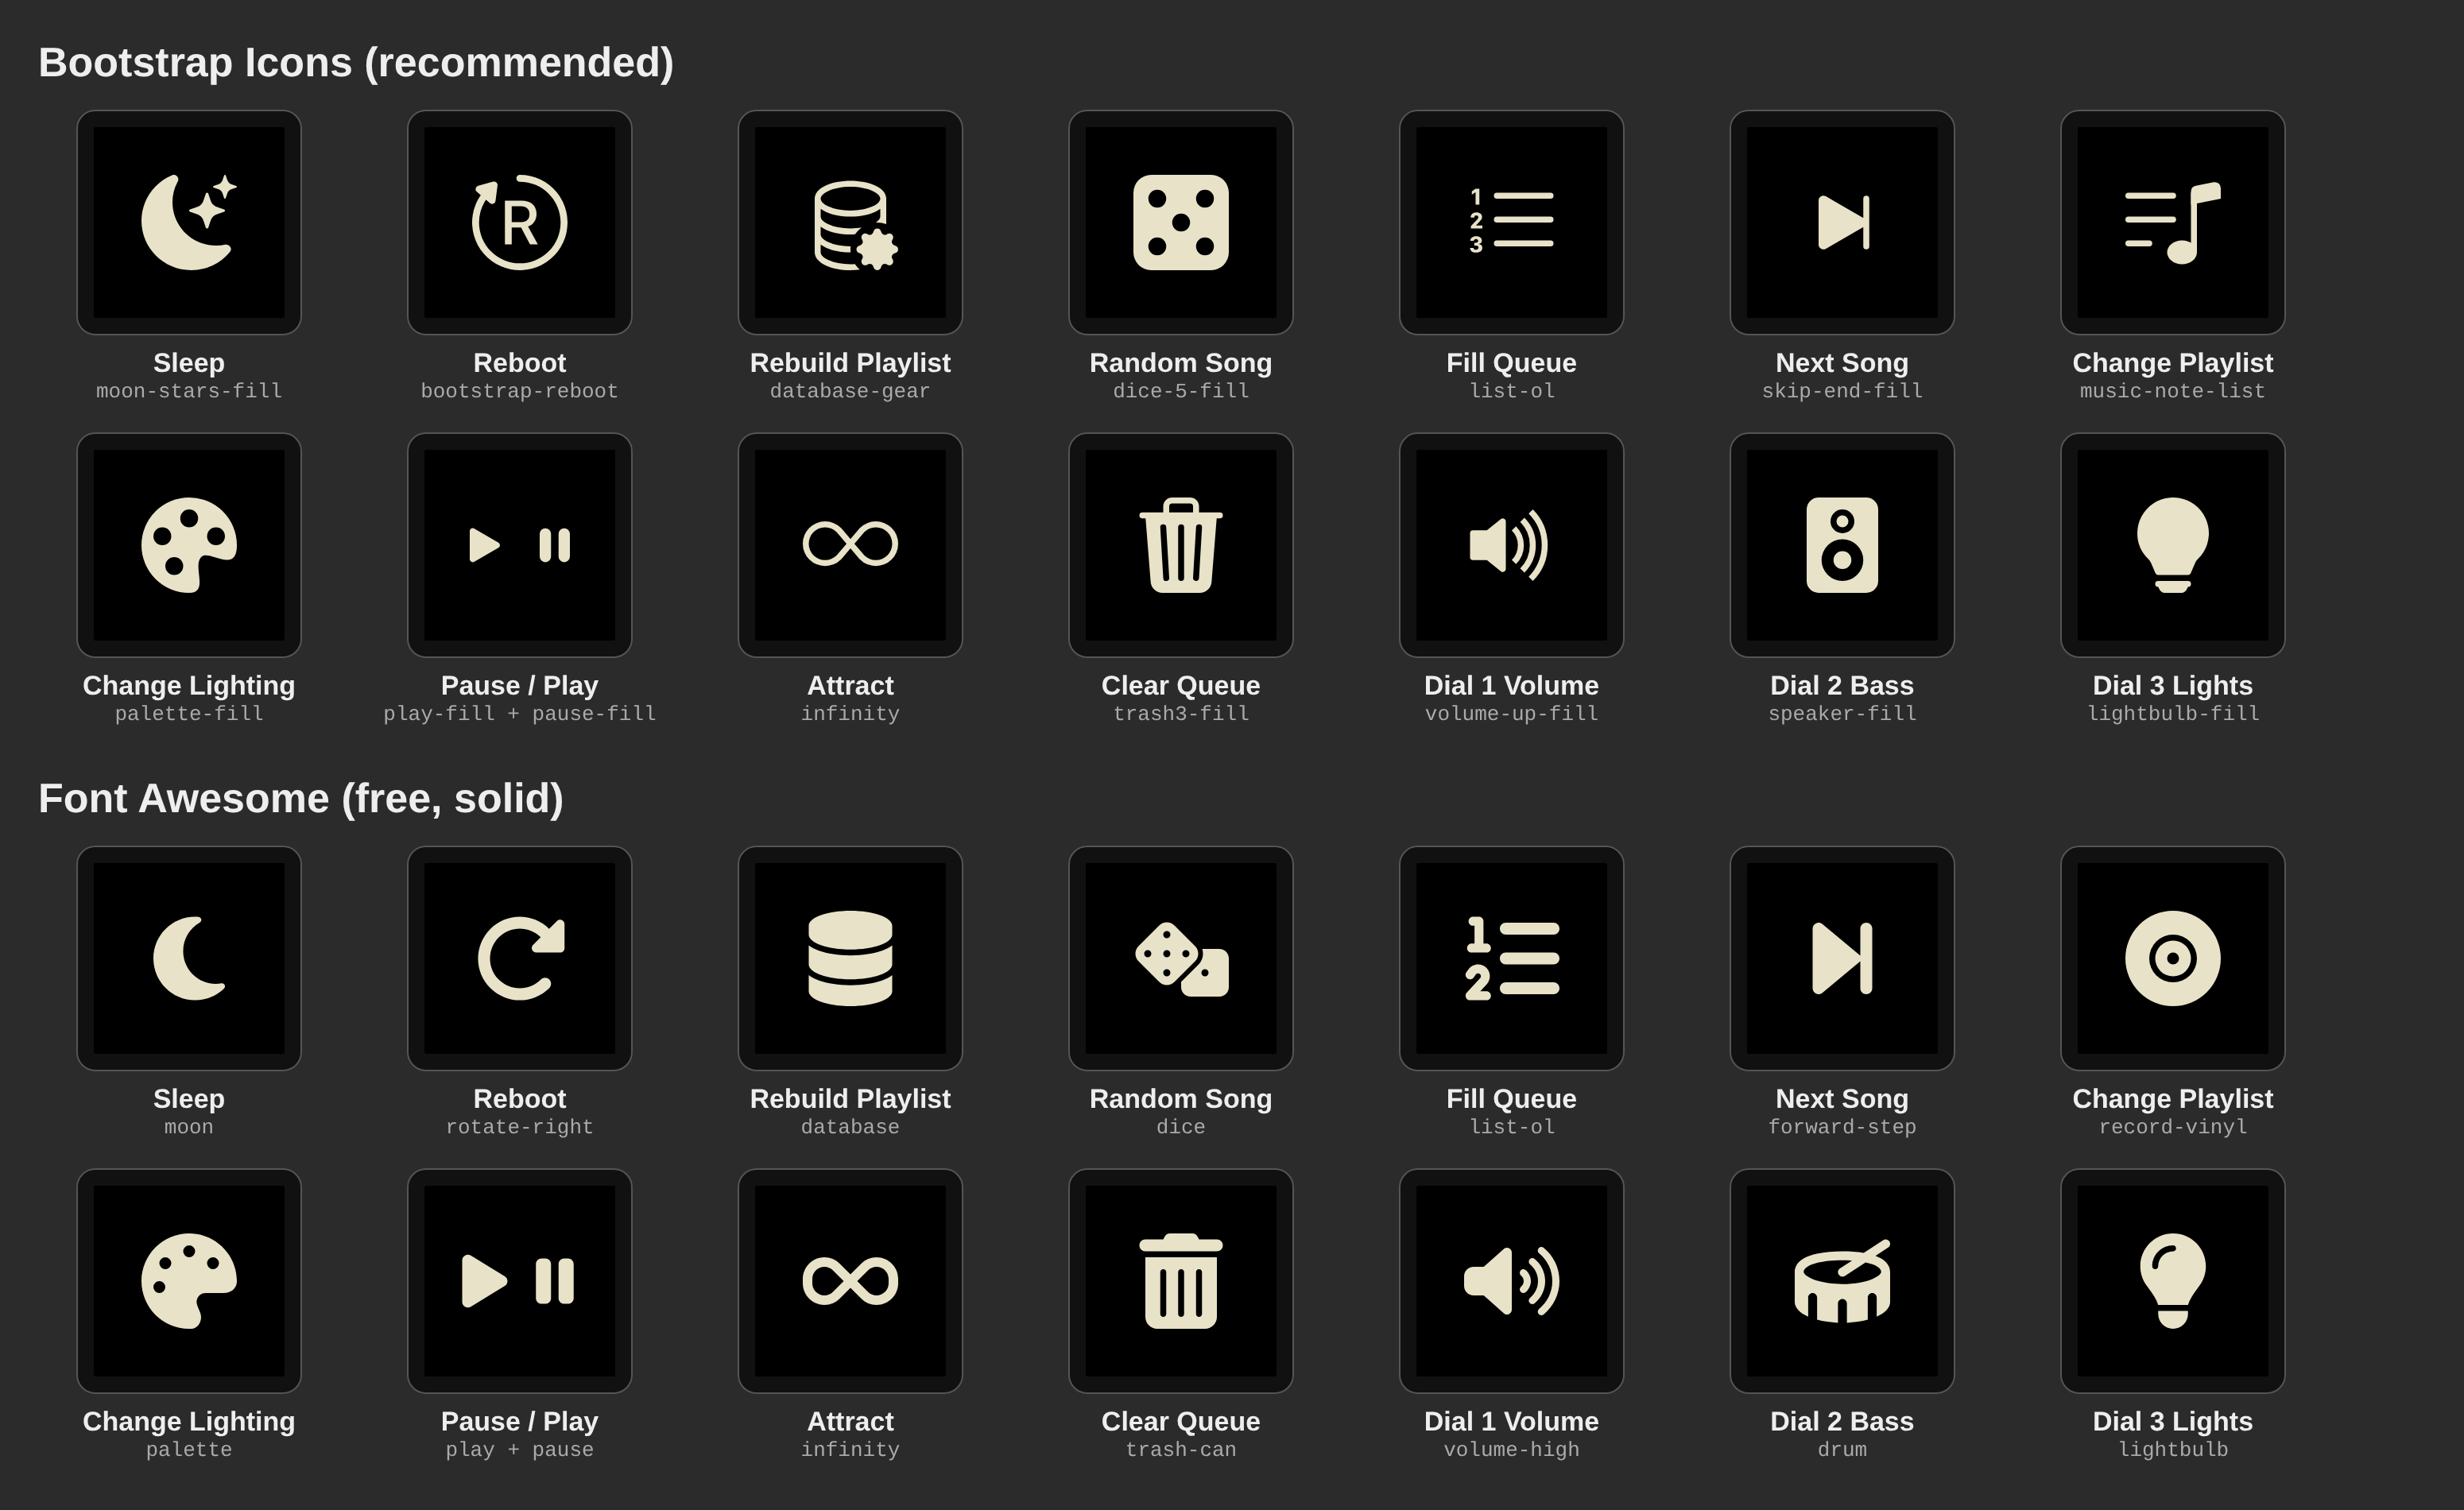 Bootstrap Icons (recommended)
R
1
2
3
Sleep
moon-stars-fill
Reboot
bootstrap-reboot
Rebuild Playlist
database-gear
Random Song
dice-5-fill
Fill Queue
list-ol
Next Song
skip-end-fill
Change Playlist
music-note-list
Change Lighting
palette-fill
Pause / Play
play-fill + pause-fill
Attract
infinity
Clear Queue
trash3-fill
Dial 1 Volume
volume-up-fill
Dial 2 Bass
speaker-fill
Dial 3 Lights
lightbulb-fill
Font Awesome (free, solid)
1
2
Sleep
moon
Reboot
rotate-right
Rebuild Playlist
database
Random Song
dice
Fill Queue
list-ol
Next Song
forward-step
Change Playlist
record-vinyl
Change Lighting
palette
Pause / Play
play + pause
Attract
infinity
Clear Queue
trash-can
Dial 1 Volume
volume-high
Dial 2 Bass
drum
Dial 3 Lights
lightbulb